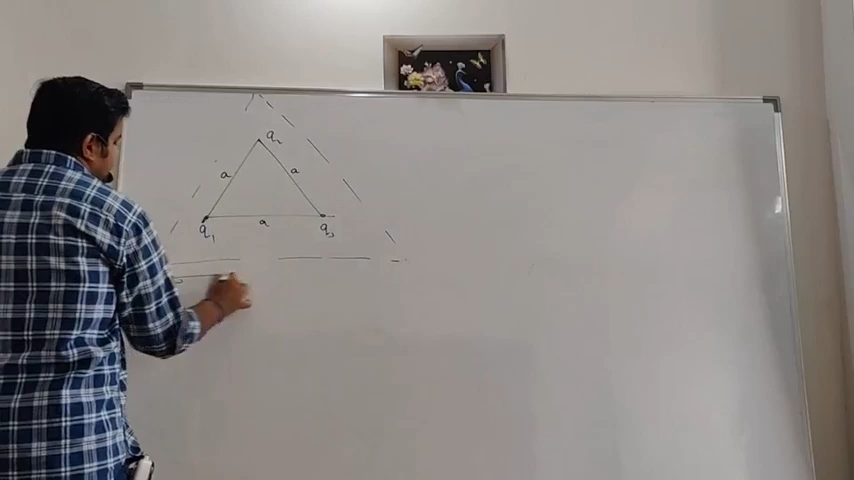 q₂
a a
q₁ a q₃